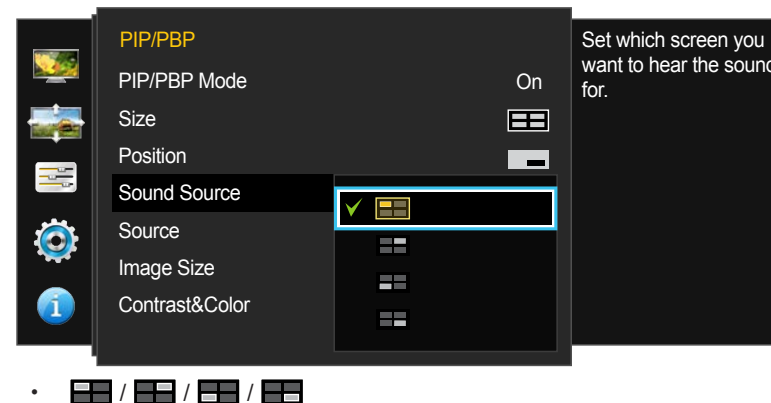 PIP/PBP
PIP/PBP Mode On
Size
Position
Sound Source
Source
Image Size
Contrast&Color
Set which screen you
want to hear the sound
for.
• / / /